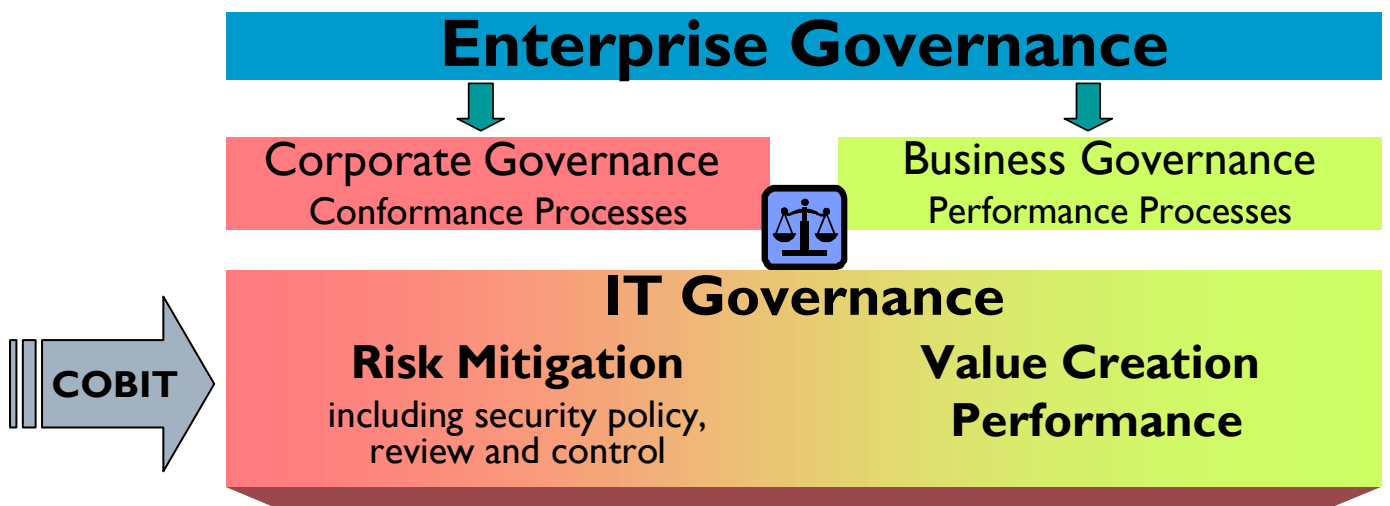 Enterprise Governance
Corporate Governance
Conformance Processes
Business Governance
Performance Processes
IT Governance
COBIT
Risk Mitigation
including security policy,
review and control
Value Creation
Performance